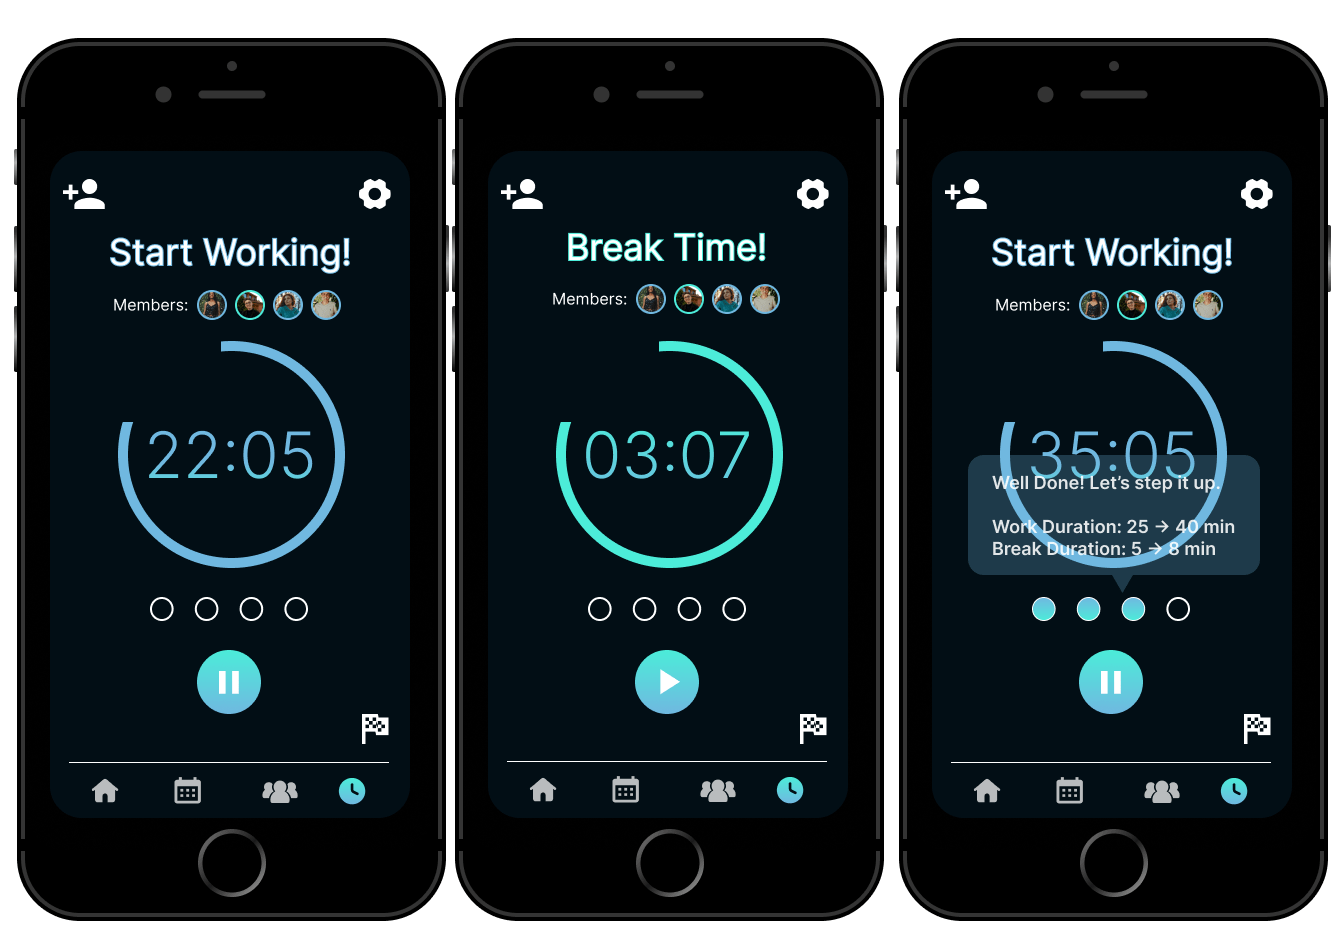 Start Working!
Members:
22:05
Break Time!
Members:
03:07
Start Working!
Members:
35:05
Well Done! Let's step it up.
Work Duration: 25 → 40 min
Break Duration: 5 → 8 min